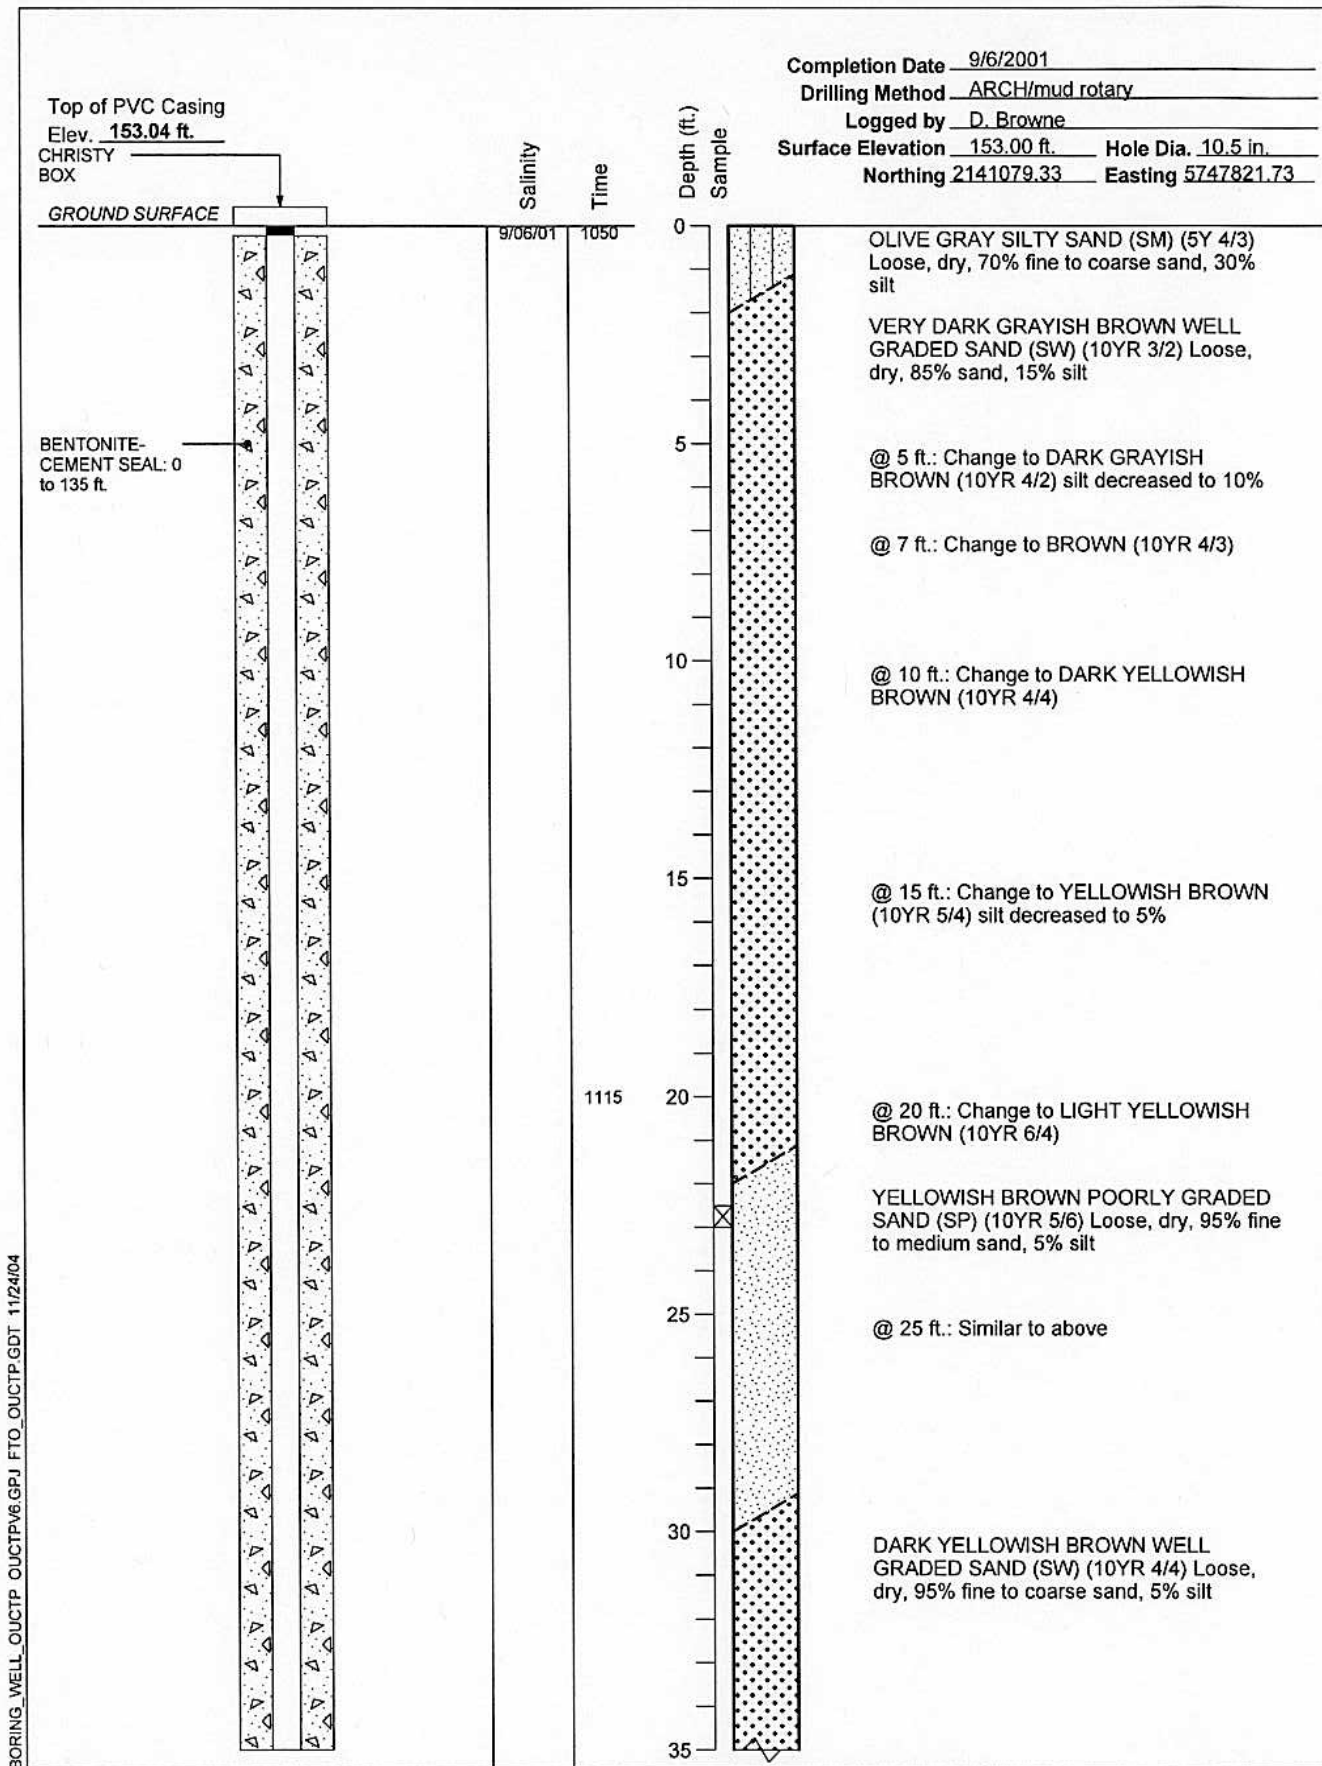 Completion Date 9/6/2001
Drilling Method ARCH/mud rotary
Logged by D. Browne
Surface Elevation 153.00 ft. Hole Dia. 10.5 in.
Northing 2141079.33 Easting 5747821.73
Top of PVC Casing
Elev. 153.04 ft.
CHRISTY
BOX
GROUND SURFACE
Salinity
Time
Depth (ft.)
Sample
9/06/01 1050
0
OLIVE GRAY SILTY SAND (SM) (5Y 4/3)
Loose, dry, 70% fine to coarse sand, 30%
silt
VERY DARK GRAYISH BROWN WELL
GRADED SAND (SW) (10YR 3/2) Loose,
dry, 85% sand, 15% silt
BENTONITE-
CEMENT SEAL: 0
to 135 ft.
5
@ 5 ft.: Change to DARK GRAYISH
BROWN (10YR 4/2) silt decreased to 10%
@ 7 ft.: Change to BROWN (10YR 4/3)
10
@ 10 ft.: Change to DARK YELLOWISH
BROWN (10YR 4/4)
15
@ 15 ft.: Change to YELLOWISH BROWN
(10YR 5/4) silt decreased to 5%
1115
20
@ 20 ft.: Change to LIGHT YELLOWISH
BROWN (10YR 6/4)
YELLOWISH BROWN POORLY GRADED
SAND (SP) (10YR 5/6) Loose, dry, 95% fine
to medium sand, 5% silt
25
@ 25 ft.: Similar to above
30
DARK YELLOWISH BROWN WELL
GRADED SAND (SW) (10YR 4/4) Loose,
dry, 95% fine to coarse sand, 5% silt
35
BORING_WELL_OUCTP OUCTPV6.GPJ FTO_OUCTP.GDT 11/24/04